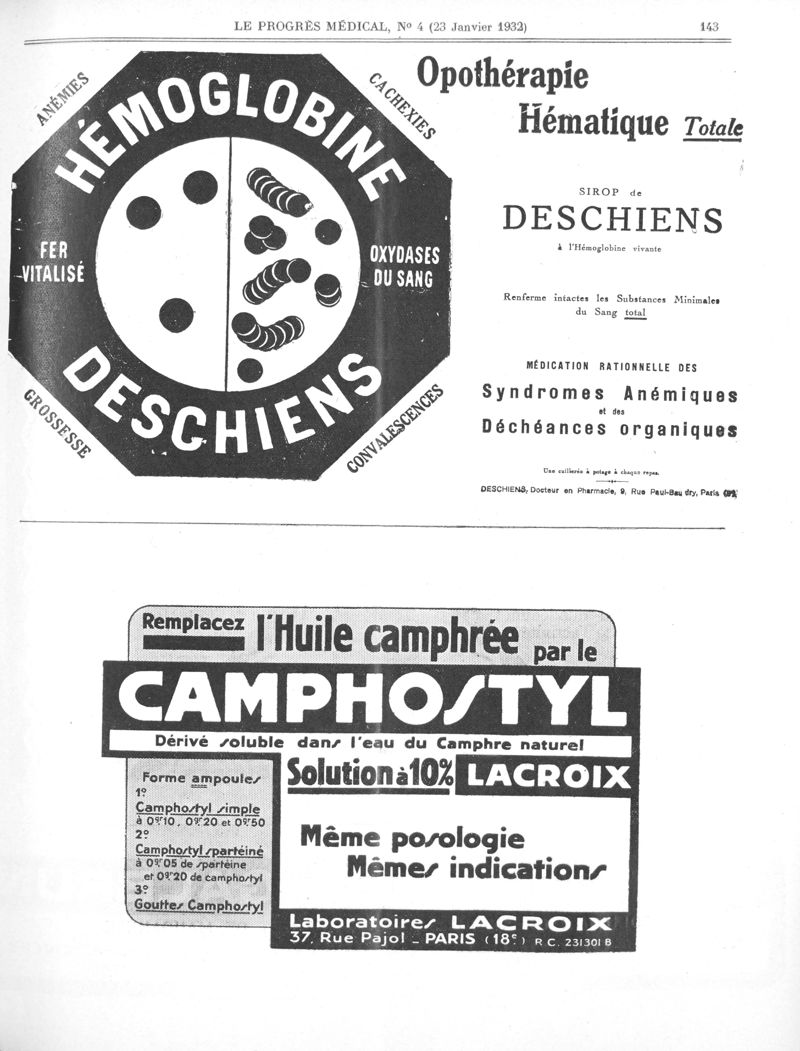 LE PROGRÈS MÉDICAL, Nº 4 (23 Janvier 1932) 143
ANÉMIES
CACHEXIES
HÉMOGLOBINE
FER
VITALISÉ
OXYDASES
DU SANG
DESCHIENS
GROSSESSE
CONVALESCENCES
Opothérapie
Hématique Totale
SIROP de
DESCHIENS
à l'Hémoglobine vivante
Renferme intactes les Substances Minimales
du Sang total
MÉDICATION RATIONNELLE DES
Syndromes Anémiques
et des
Déchéances organiques
Une cuillerée à potage à chaque repas.
DESCHIENS, Docteur en Pharmacie, 9, Rue Paul-Baudry, Paris
Remplacez l'Huile camphrée par le
CAMPHOSTYL
Dérivé soluble dans l'eau du Camphre naturel
Solution à 10% LACROIX
Forme ampoules
1º
Camphostyl simple
à 0gr10, 0gr20 et 0gr50
2º
Camphostyl spartéiné
à 0gr05 de spartéine
et 0gr20 de camphostyl
3º
Gouttes Camphostyl
Même posologie
Mêmes indications
Laboratoires LACROIX
37, Rue Pajol _ PARIS (18e) R.C. 231301 B